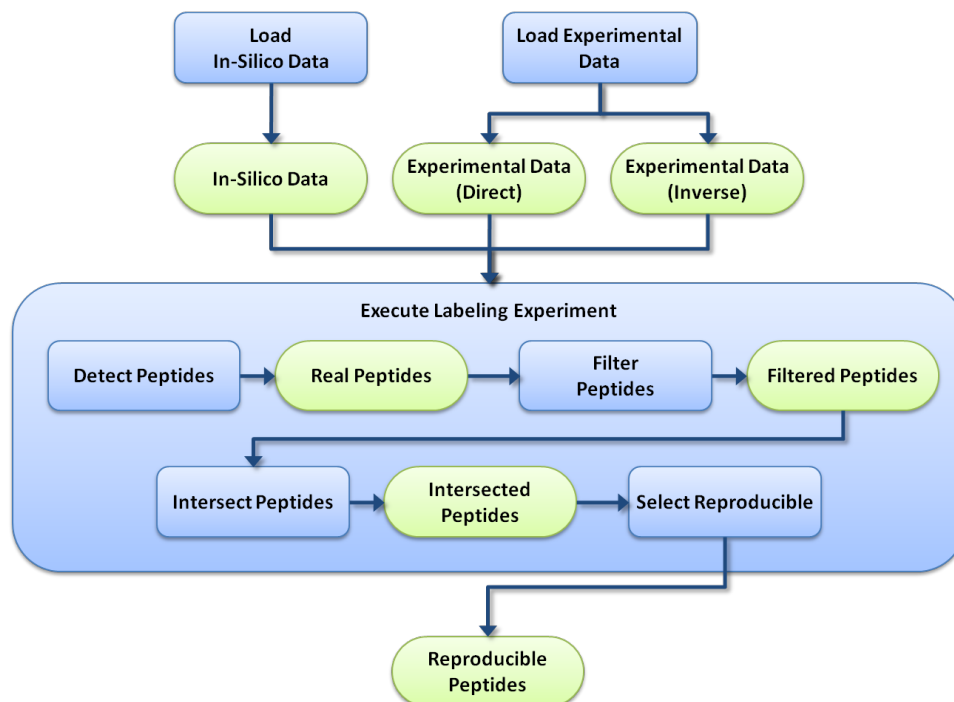 Load
In-Silico Data
Load Experimental
Data
In-Silico Data
Experimental Data
(Direct)
Experimental Data
(Inverse)
Execute Labeling Experiment
Detect Peptides
Real Peptides
Filter
Peptides
Filtered Peptides
Intersect Peptides
Intersected
Peptides
Select Reproducible
Reproducible
Peptides